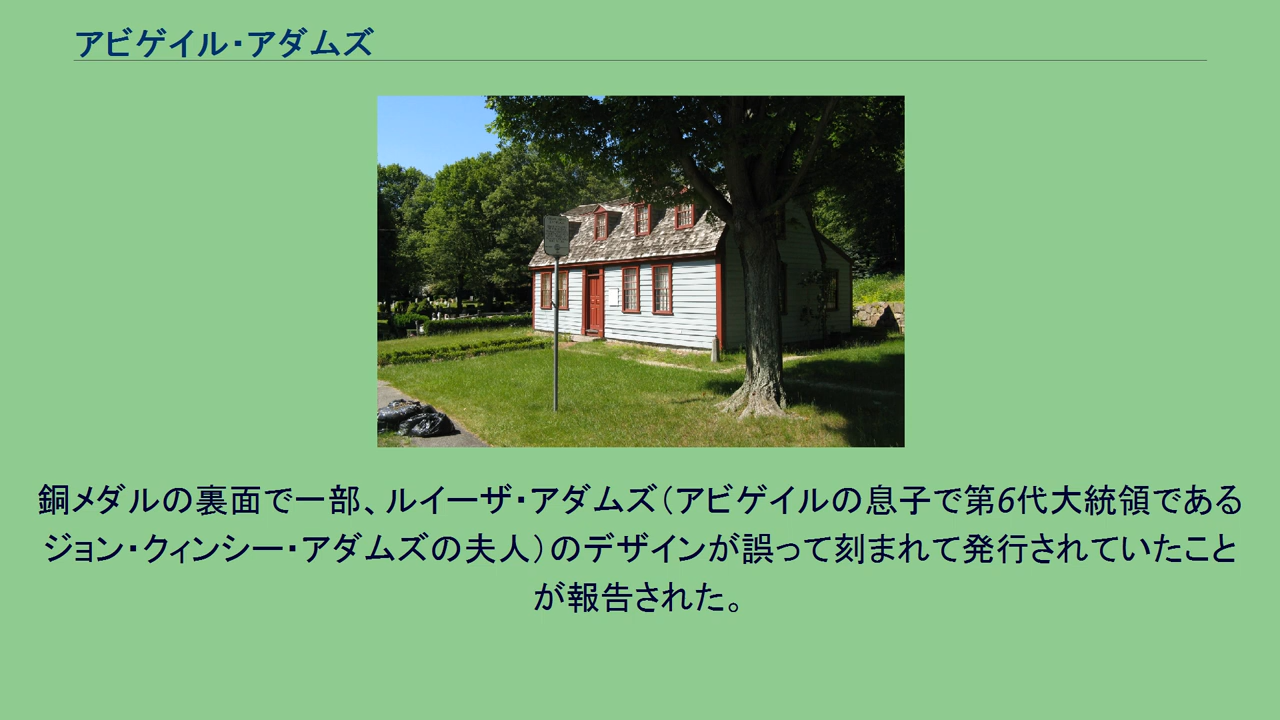 アビゲイル・アダムズ
銅メダルの裏面で一部、ルイーザ・アダムズ（アビゲイルの息子で第6代大統領である
ジョン・クィンシー・アダムズの夫人）のデザインが誤って刻まれて発行されていたこと
が報告された。